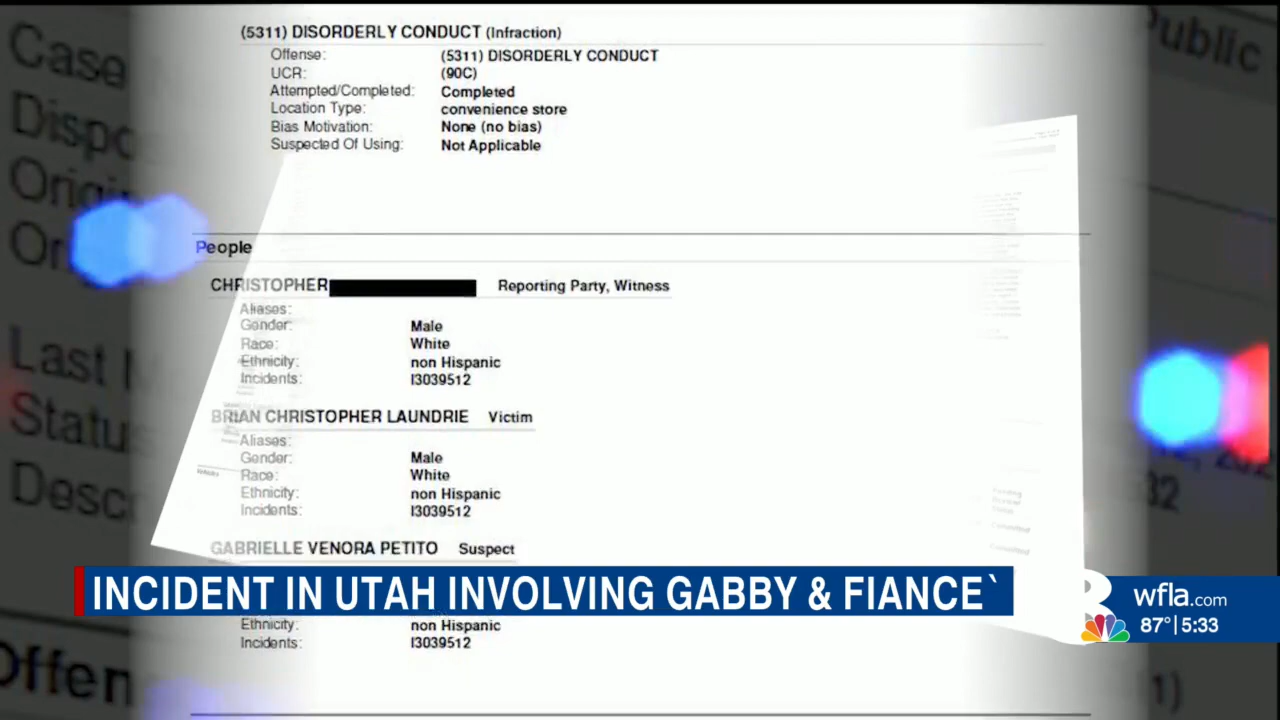 (5311) DISORDERLY CONDUCT (Infraction)
Offense: (5311) DISORDERLY CONDUCT
UCR: (90C)
Attempted/Completed: Completed
Location Type: convenience store
Bias Motivation: None (no bias)
Suspected Of Using: Not Applicable
People
CHRISTOPHER Reporting Party, Witness
Aliases:
Gender: Male
Race: White
Ethnicity: non Hispanic
Incidents: I3039512
BRIAN CHRISTOPHER LAUNDRIE Victim
Aliases:
Gender: Male
Race: White
Ethnicity: non Hispanic
Incidents: I3039512
GABRIELLE VENORA PETITO Suspect
INCIDENT IN UTAH INVOLVING GABBY & FIANCE`
Ethnicity: non Hispanic
Incidents: I3039512
8
wfla.com
87° | 5:33
Case
Public
Last